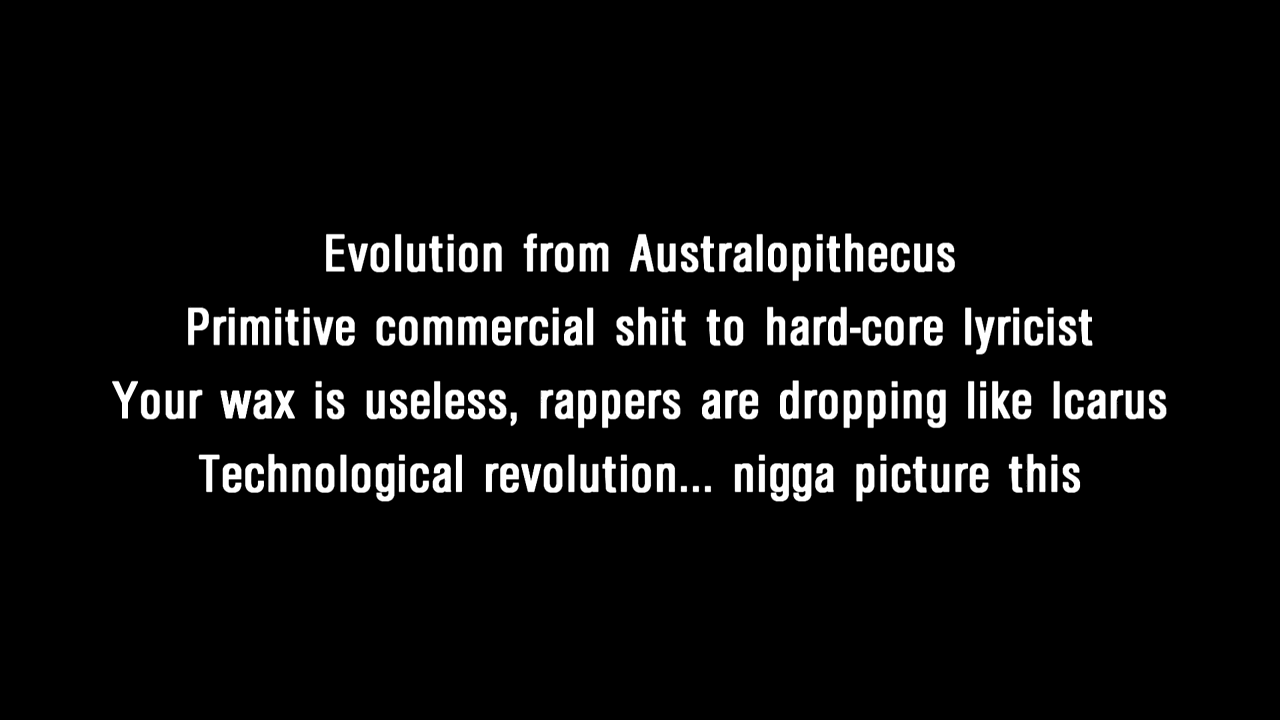 Evolution from Australopithecus
Primitive commercial shit to hard-core lyricist
Your wax is useless, rappers are dropping like Icarus
Technological revolution... nigga picture this